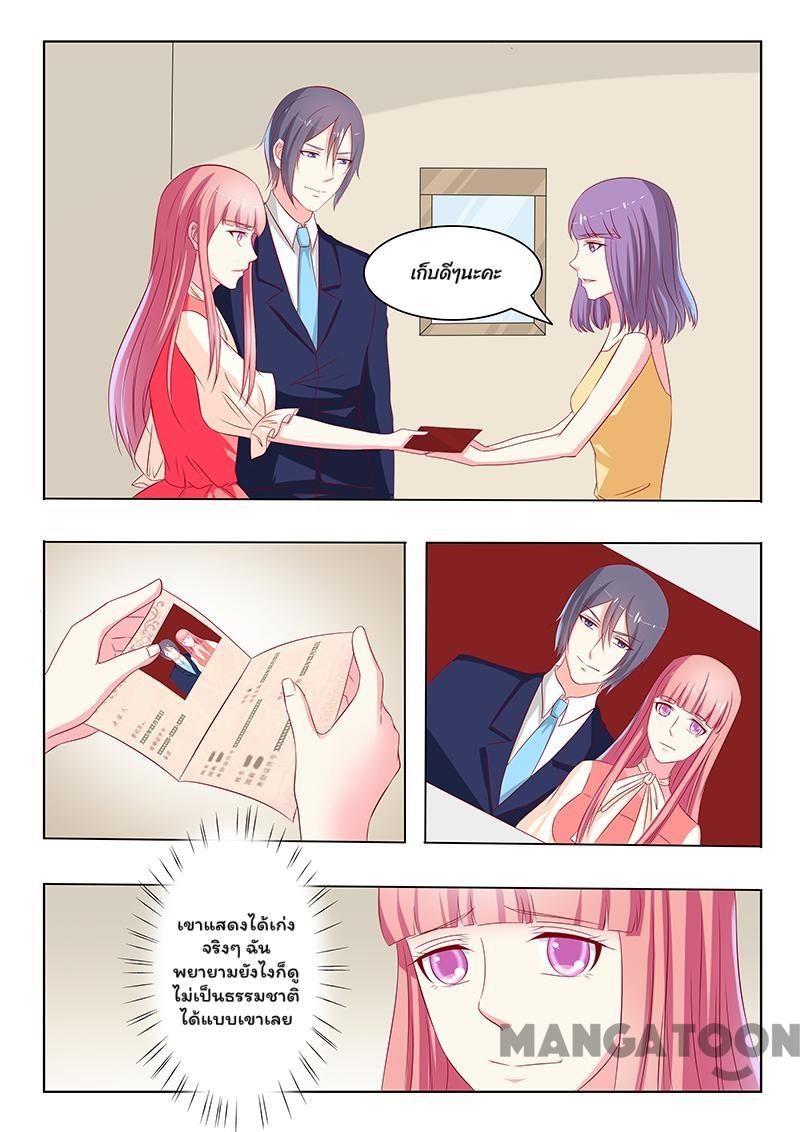 เก็บดีๆนะคะ
เขาแสดงได้เก่ง
จริงๆ ฉัน
พยายามยังไงก็ดู
ไม่เป็นธรรมชาติ
ได้แบบเขาเลย
MANGATOON